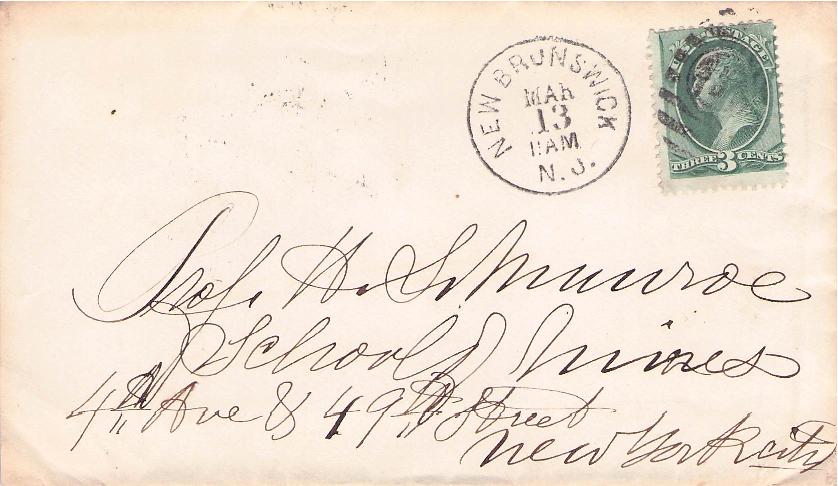 NEW BRUNSWICK
MAR
13
11AM
N.J.
U.S. POSTAGE
THREE 3 CENTS
Prof. H. S. Munroe
School of Mines
4th Ave & 49th Street
New York city